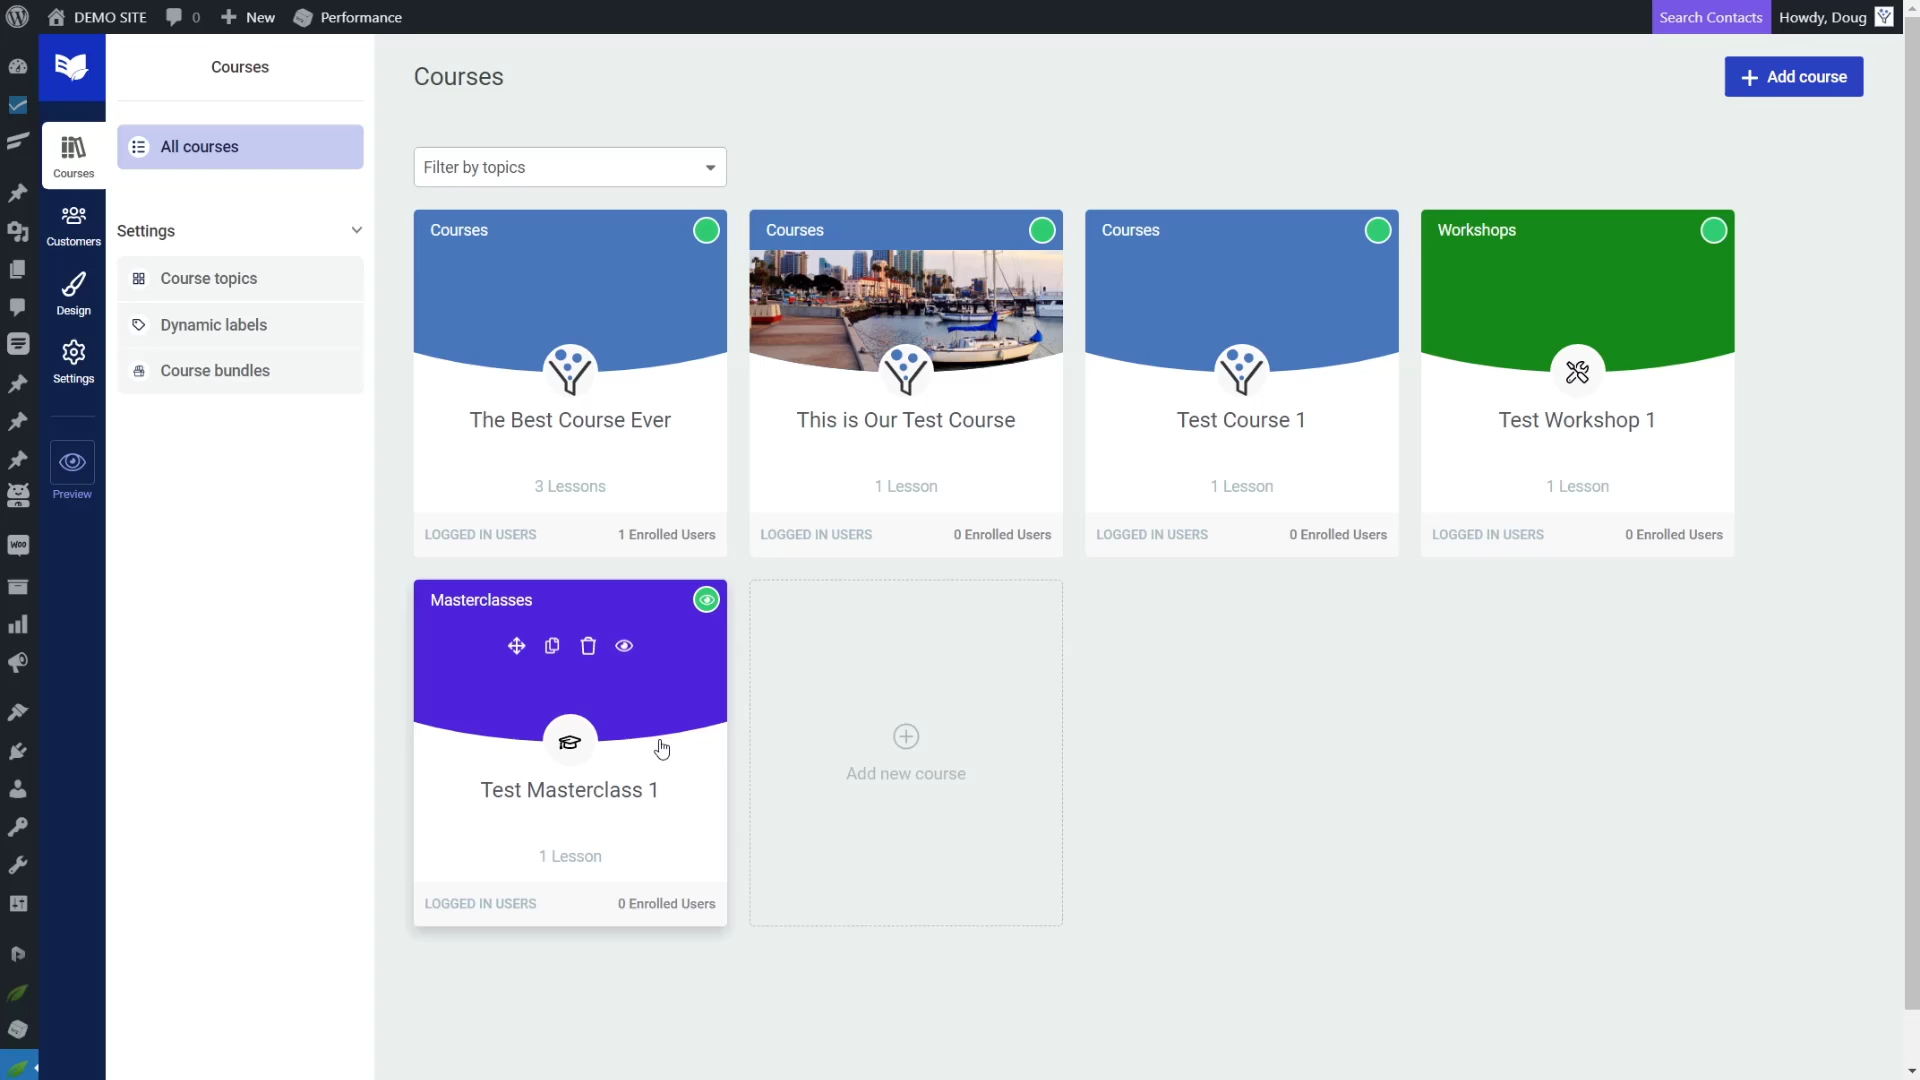 DEMO SITE
0
New
Performance
Search Contacts
Howdy, Doug
Courses
Courses
Add course
Courses
All courses
Filter by topics
Customers
Settings
Course topics
Design
Dynamic labels
Settings
Course bundles
Preview
Woo
Courses
The Best Course Ever
3 Lessons
LOGGED IN USERS
1 Enrolled Users
Courses
This is Our Test Course
1 Lesson
LOGGED IN USERS
0 Enrolled Users
Courses
Test Course 1
1 Lesson
LOGGED IN USERS
0 Enrolled Users
Workshops
Test Workshop 1
1 Lesson
LOGGED IN USERS
0 Enrolled Users
Masterclasses
Test Masterclass 1
1 Lesson
LOGGED IN USERS
0 Enrolled Users
Add new course